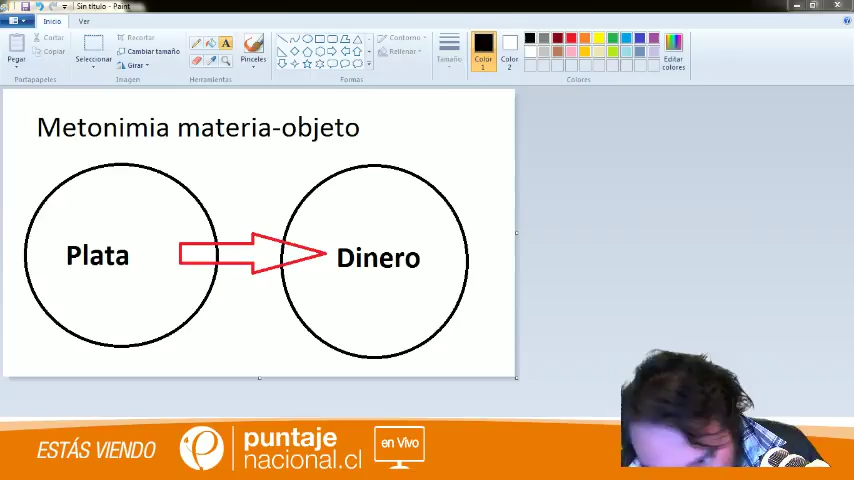 Sin título - Paint
Inicio
Ver
Pegar
Cortar
Copiar
Portapapeles
Seleccionar
Recortar
Cambiar tamaño
Girar
Imagen
A
Herramientas
Pinceles
Contorno
Rellenar
Formas
Tamaño
Color
1
Color
2
Editar
colores
Colores
Metonimia materia-objeto
Plata
Dinero
ESTÁS VIENDO
puntaje
nacional.cl
en Vivo